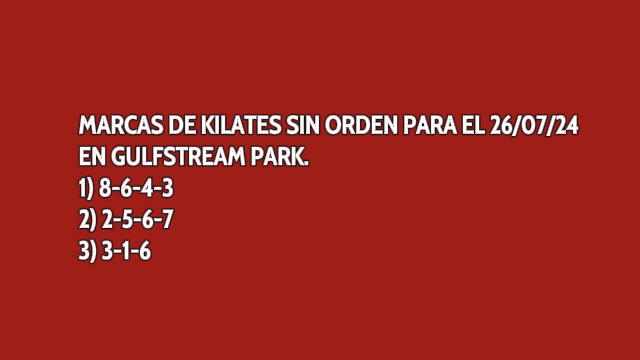 MARCAS DE KILATES SIN ORDEN PARA EL 26/07/24
EN GULFSTREAM PARK.
1) 8-6-4-3
2) 2-5-6-7
3) 3-1-6